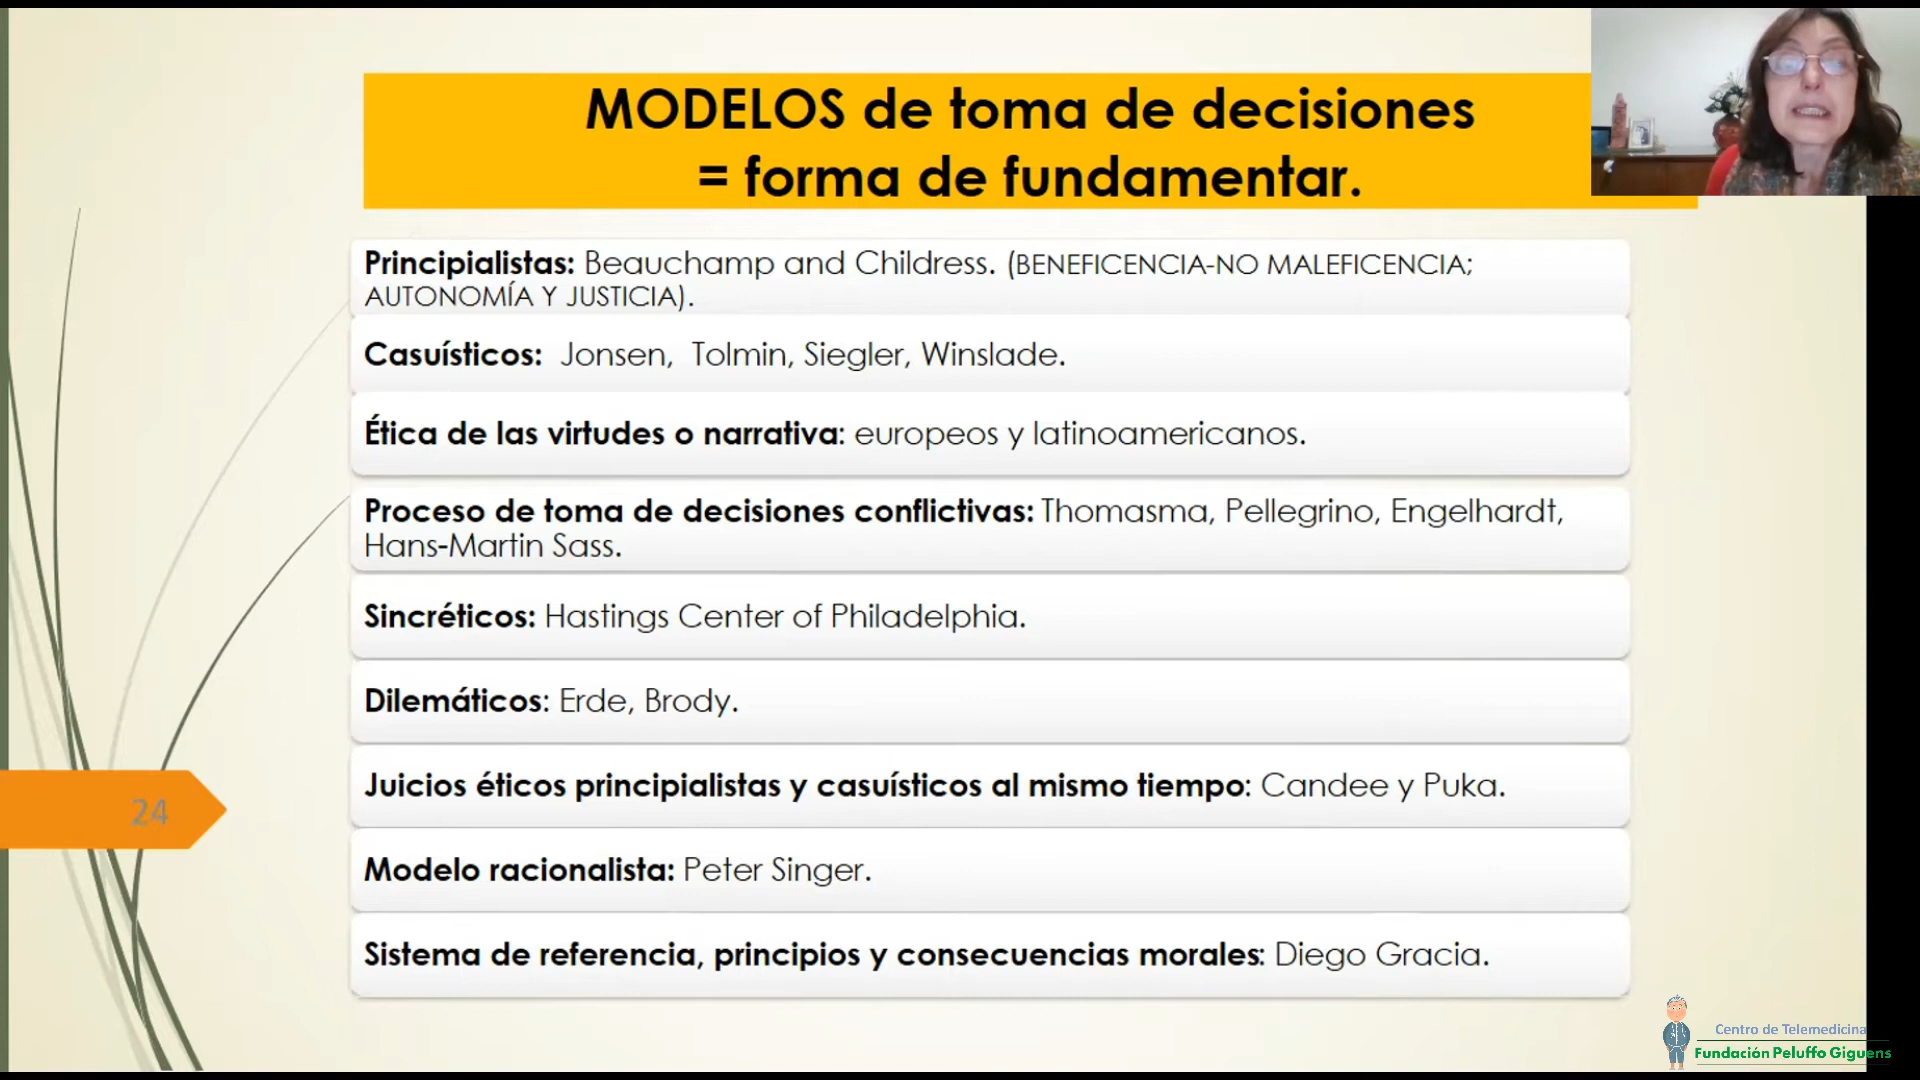 MODELOS de toma de decisiones
= forma de fundamentar.
Principialistas: Beauchamp and Childress. (BENEFICENCIA-NO MALEFICENCIA;
AUTONOMÍA Y JUSTICIA).
Casuísticos: Jonsen, Tolmin, Siegler, Winslade.
Ética de las virtudes o narrativa: europeos y latinoamericanos.
Proceso de toma de decisiones conflictivas: Thomasma, Pellegrino, Engelhardt,
Hans-Martin Sass.
Sincréticos: Hastings Center of Philadelphia.
Dilemáticos: Erde, Brody.
Juicios éticos principialistas y casuísticos al mismo tiempo: Candee y Puka.
24
Modelo racionalista: Peter Singer.
Sistema de referencia, principios y consecuencias morales: Diego Gracia.
Centro de Telemedicina
Fundación Peluffo Giguens